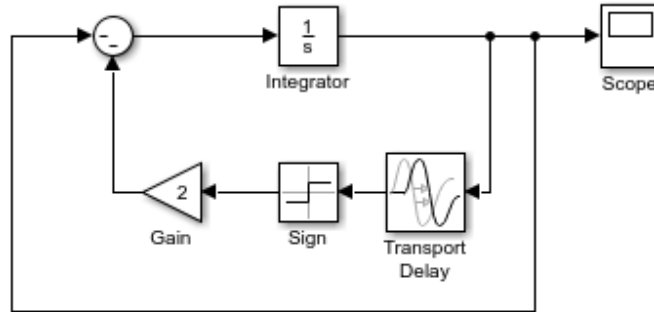 1
s
Integrator
Scope
2
Gain
Sign
Transport
Delay